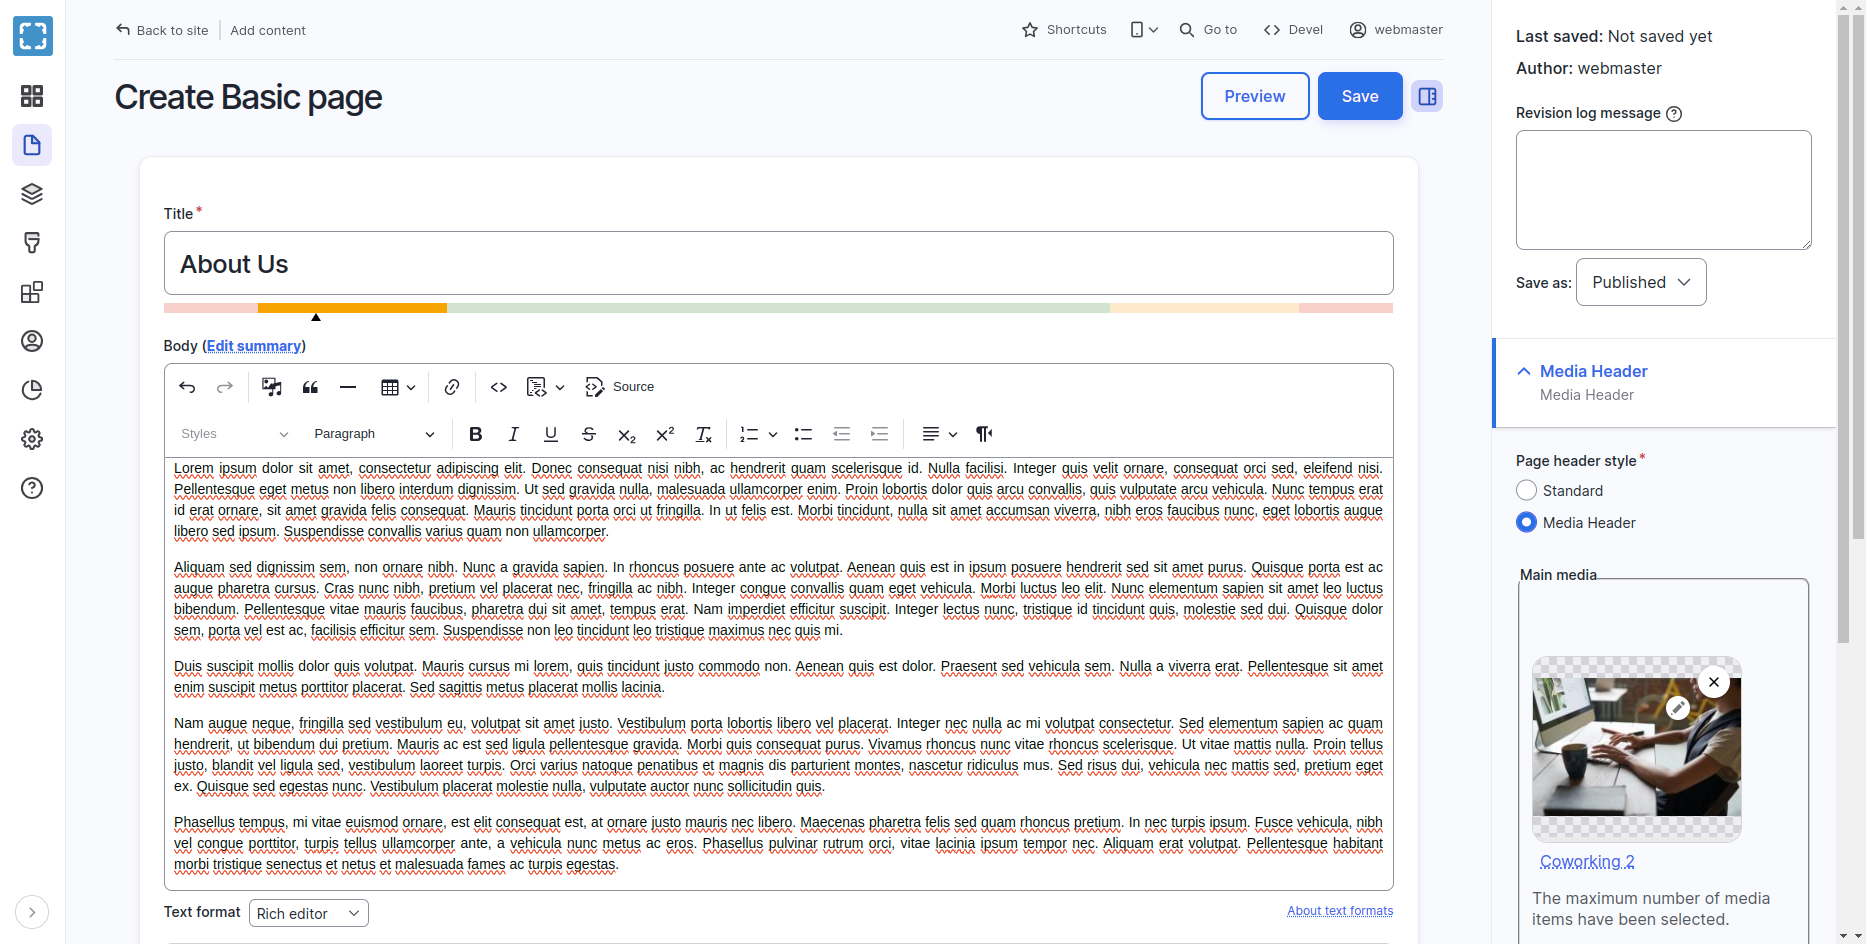 Back to site
Add content
Shortcuts
Go to
Devel
webmaster
Create Basic page
Preview
Save
Title *
About Us
Body (Edit summary)
Source
Styles
Paragraph
Lorem ipsum dolor sit amet, consectetur adipiscing elit. Donec consequat nisi nibh, ac hendrerit quam scelerisque id. Nulla facilisi. Integer quis velit ornare, consequat orci sed, eleifend nisi.
Pellentesque eget metus non libero interdum dignissim. Ut sed gravida nulla, malesuada ullamcorper enim. Proin lobortis dolor quis arcu convallis, quis vulputate arcu vehicula. Nunc tempus erat
id erat ornare, sit amet gravida felis consequat. Mauris tincidunt porta orci ut fringilla. In ut felis est. Morbi tincidunt, nulla sit amet accumsan viverra, nibh eros faucibus nunc, eget lobortis augue
libero sed ipsum. Suspendisse convallis varius quam non ullamcorper.
Aliquam sed dignissim sem, non ornare nibh. Nunc a gravida sapien. In rhoncus posuere ante ac volutpat. Aenean quis est in ipsum posuere hendrerit sed sit amet purus. Quisque porta est ac
augue pharetra cursus. Cras nunc nibh, pretium vel placerat nec, fringilla ac nibh. Integer congue convallis quam eget vehicula. Morbi luctus leo elit. Nunc elementum sapien sit amet leo luctus
bibendum. Pellentesque vitae mauris faucibus, pharetra dui sit amet, tempus erat. Nam imperdiet efficitur suscipit. Integer lectus nunc, tristique id tincidunt quis, molestie sed dui. Quisque dolor
sem, porta vel est ac, facilisis efficitur sem. Suspendisse non leo tincidunt leo tristique maximus nec quis mi.
Duis suscipit mollis dolor quis volutpat. Mauris cursus mi lorem, quis tincidunt justo commodo non. Aenean quis est dolor. Praesent sed vehicula sem. Nulla a viverra erat. Pellentesque sit amet
enim suscipit metus porttitor placerat. Sed sagittis metus placerat mollis lacinia.
Nam augue neque, fringilla sed vestibulum eu, volutpat sit amet justo. Vestibulum porta lobortis libero vel placerat. Integer nec nulla ac mi volutpat consectetur. Sed elementum sapien ac quam
hendrerit, ut bibendum dui pretium. Mauris ac est sed ligula pellentesque gravida. Morbi quis consequat purus. Vivamus rhoncus nunc vitae rhoncus scelerisque. Ut vitae mattis nulla. Proin tellus
justo, blandit vel ligula sed, vestibulum laoreet turpis. Orci varius natoque penatibus et magnis dis parturient montes, nascetur ridiculus mus. Sed risus dui, vehicula nec mattis sed, pretium eget
ex. Quisque sed egestas nunc. Vestibulum placerat molestie nulla, vulputate auctor nunc sollicitudin quis.
Phasellus tempus, mi vitae euismod ornare, est elit consequat est, at ornare justo mauris nec libero. Maecenas pharetra felis sed quam rhoncus pretium. In nec turpis ipsum. Fusce vehicula, nibh
vel congue porttitor, turpis tellus ullamcorper ante, a vehicula nunc metus ac eros. Phasellus pulvinar rutrum orci, vitae lacinia ipsum tempor nec. Aliquam erat volutpat. Pellentesque habitant
morbi tristique senectus et netus et malesuada fames ac turpis egestas.
Text format
Rich editor
About text formats
Last saved: Not saved yet
Author: webmaster
Revision log message
Save as:
Published
Media Header
Media Header
Page header style *
Standard
Media Header
Main media
Coworking 2
The maximum number of media
items have been selected.